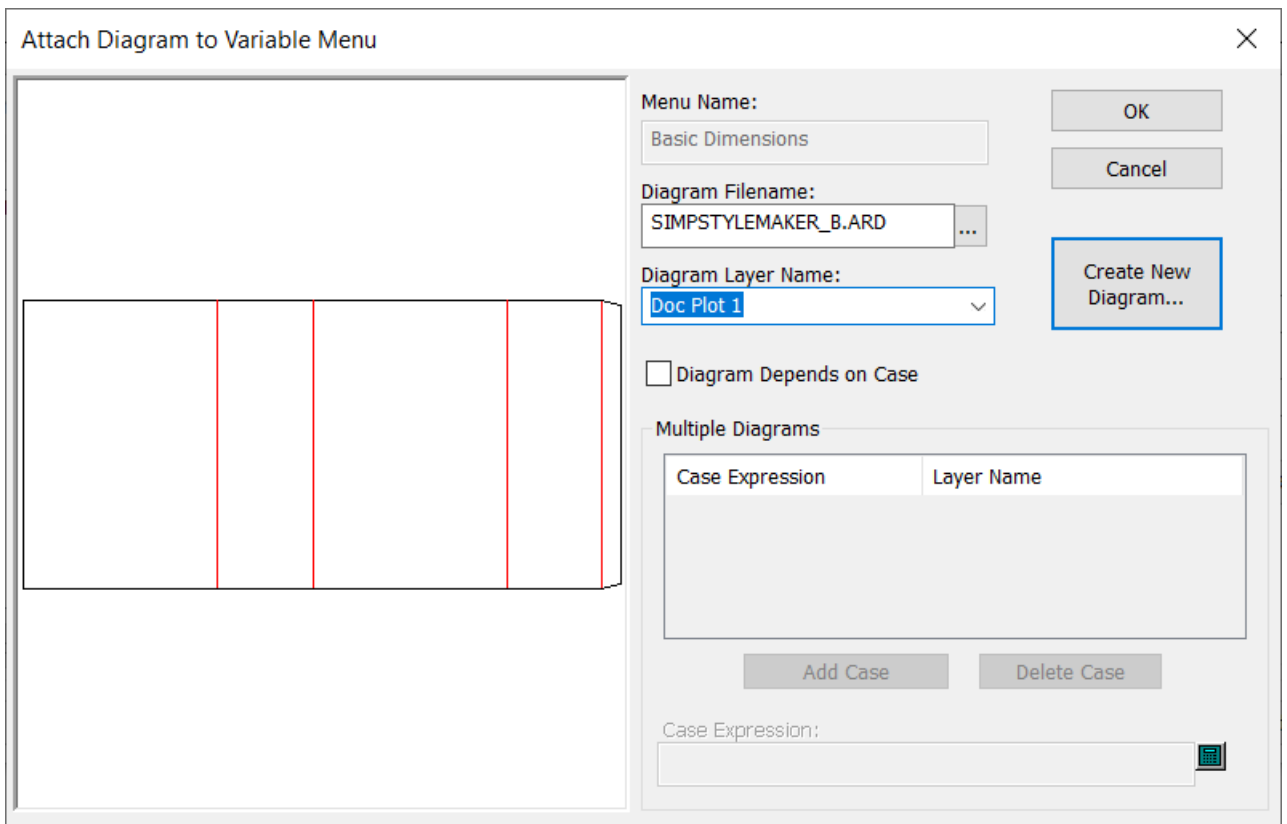 Attach Diagram to Variable Menu
Menu Name:
Basic Dimensions
OK
Cancel
Diagram Filename:
SIMPSTYLEMAKER_B.ARD
...
Diagram Layer Name:
Doc Plot 1
Create New
Diagram...
Diagram Depends on Case
Multiple Diagrams
Case Expression Layer Name
Add Case Delete Case
Case Expression: